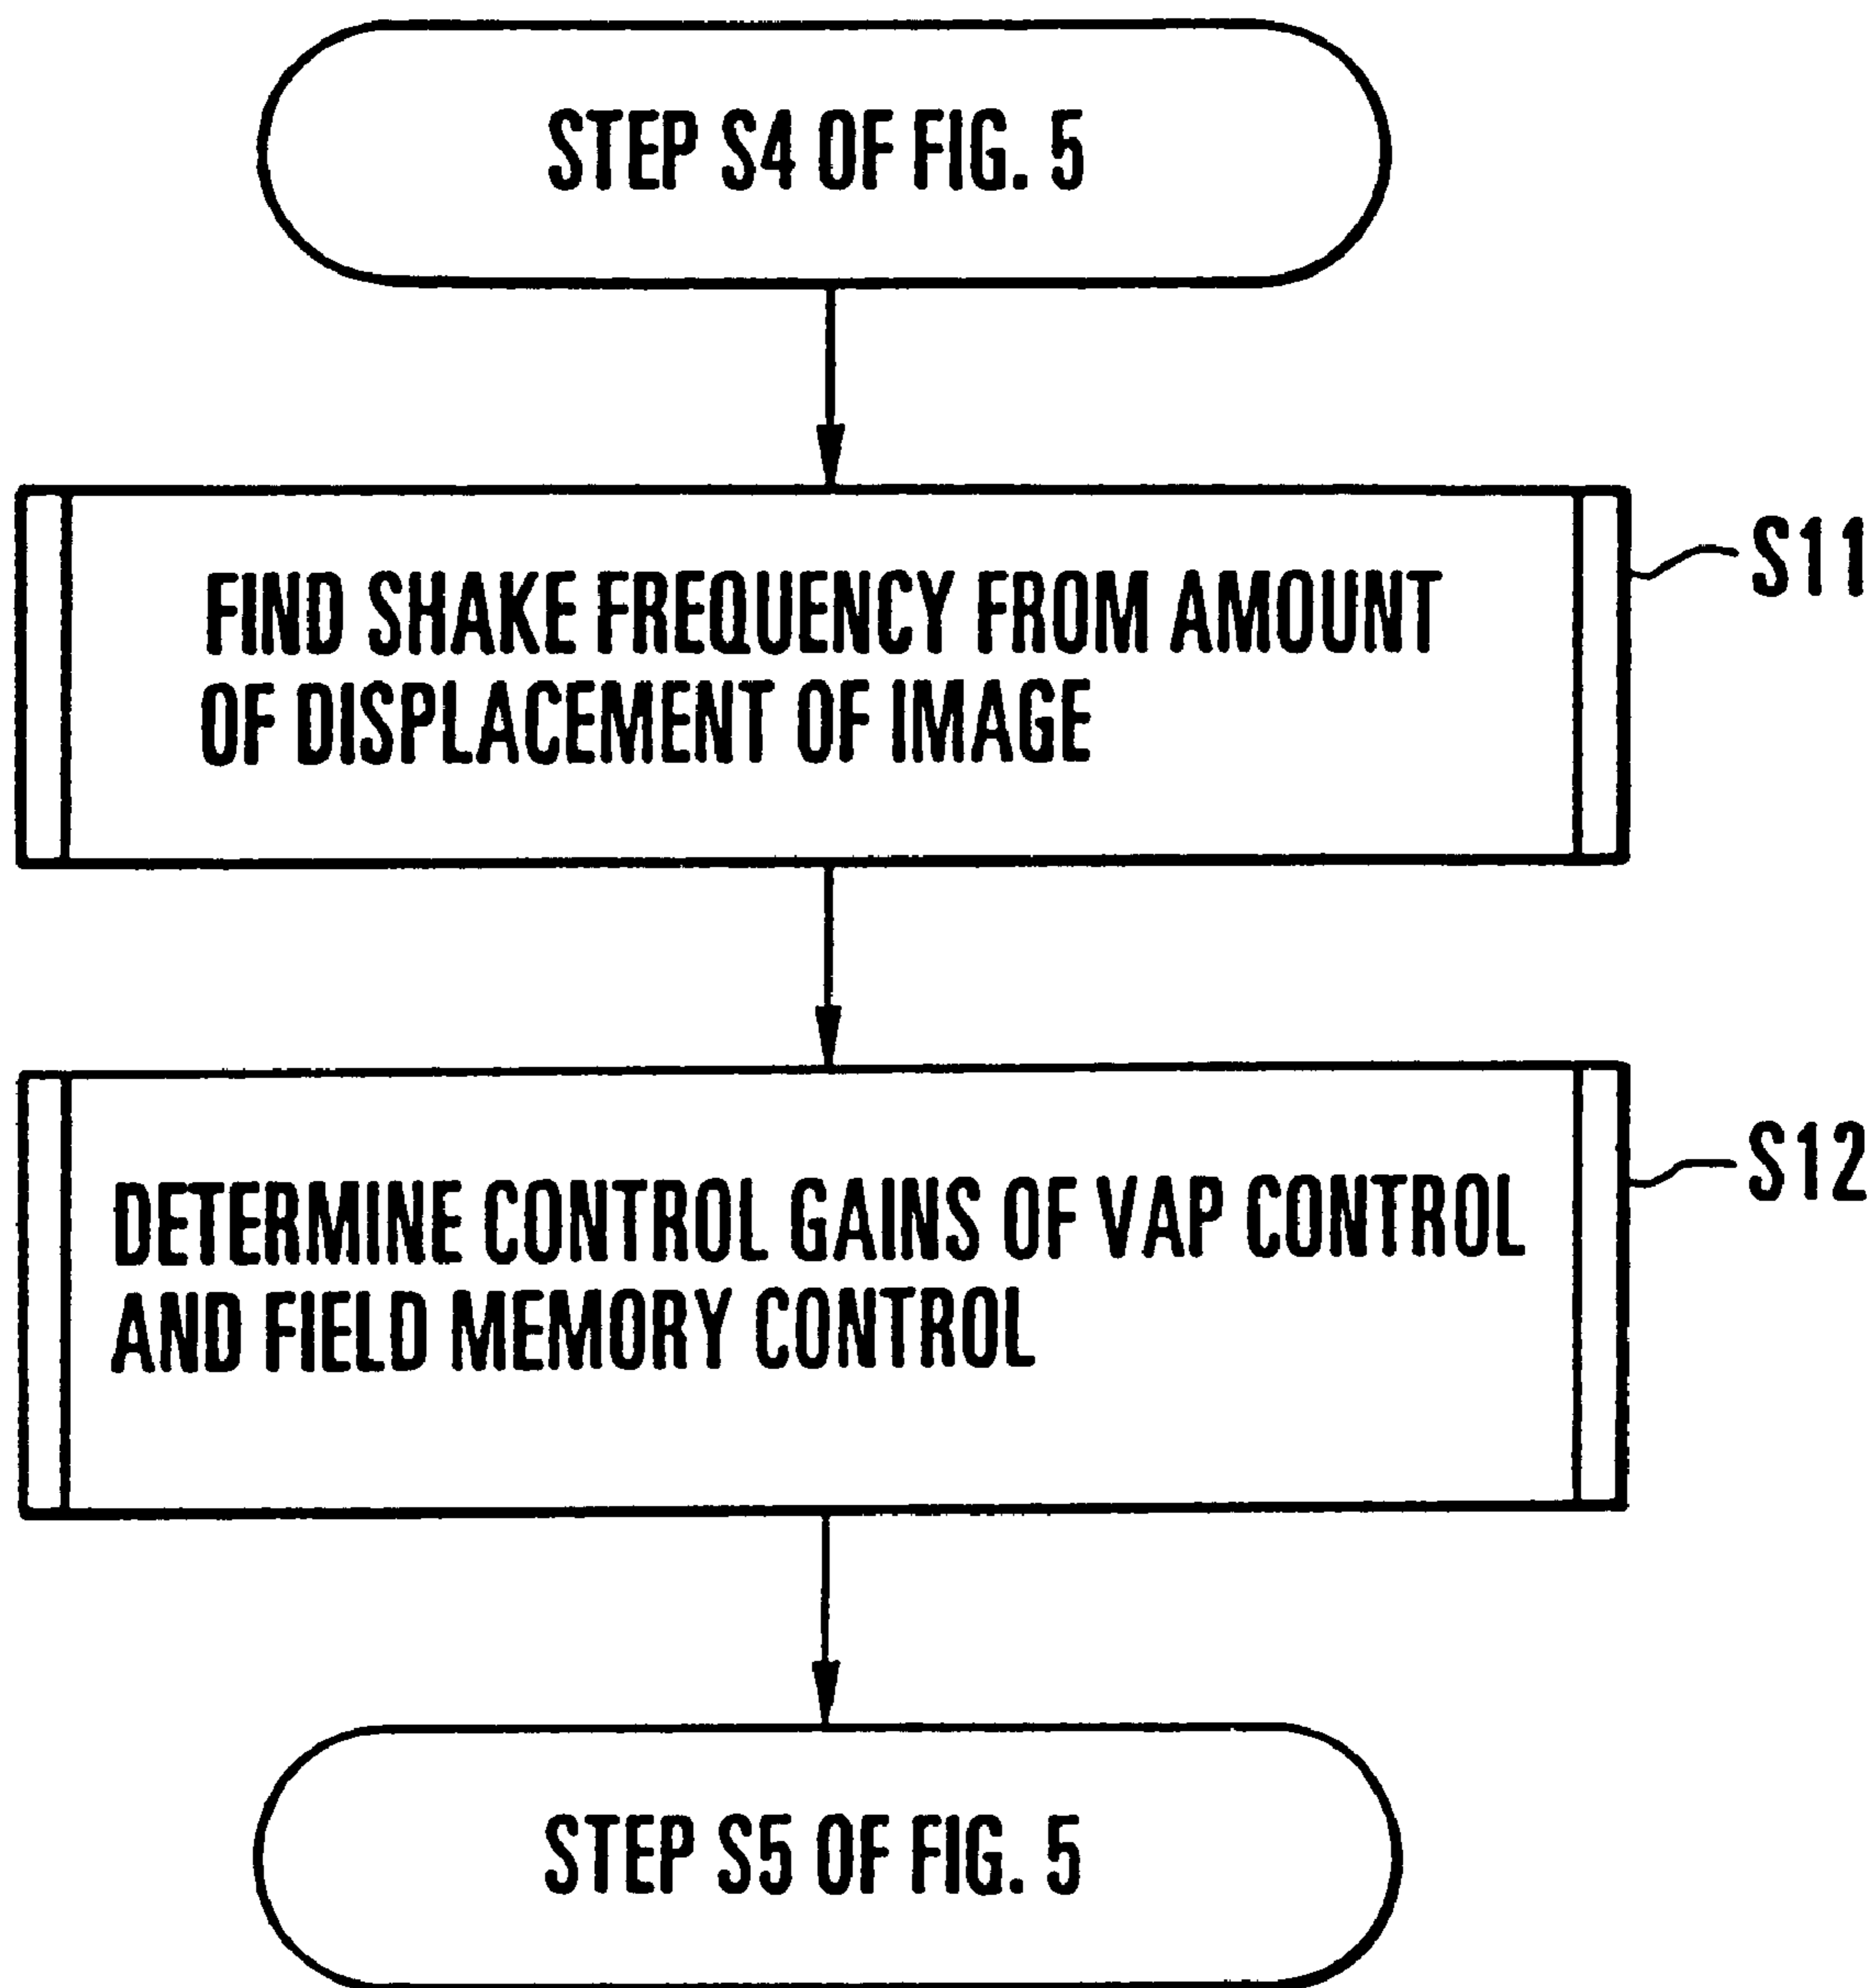 STEP S4 OF FIG. 5
FIND SHAKE FREQUENCY FROM AMOUNT
OF DISPLACEMENT OF IMAGE
S11
DETERMINE CONTROL GAINS OF VAP CONTROL
AND FIELD MEMORY CONTROL
S12
STEP S5 OF FIG. 5